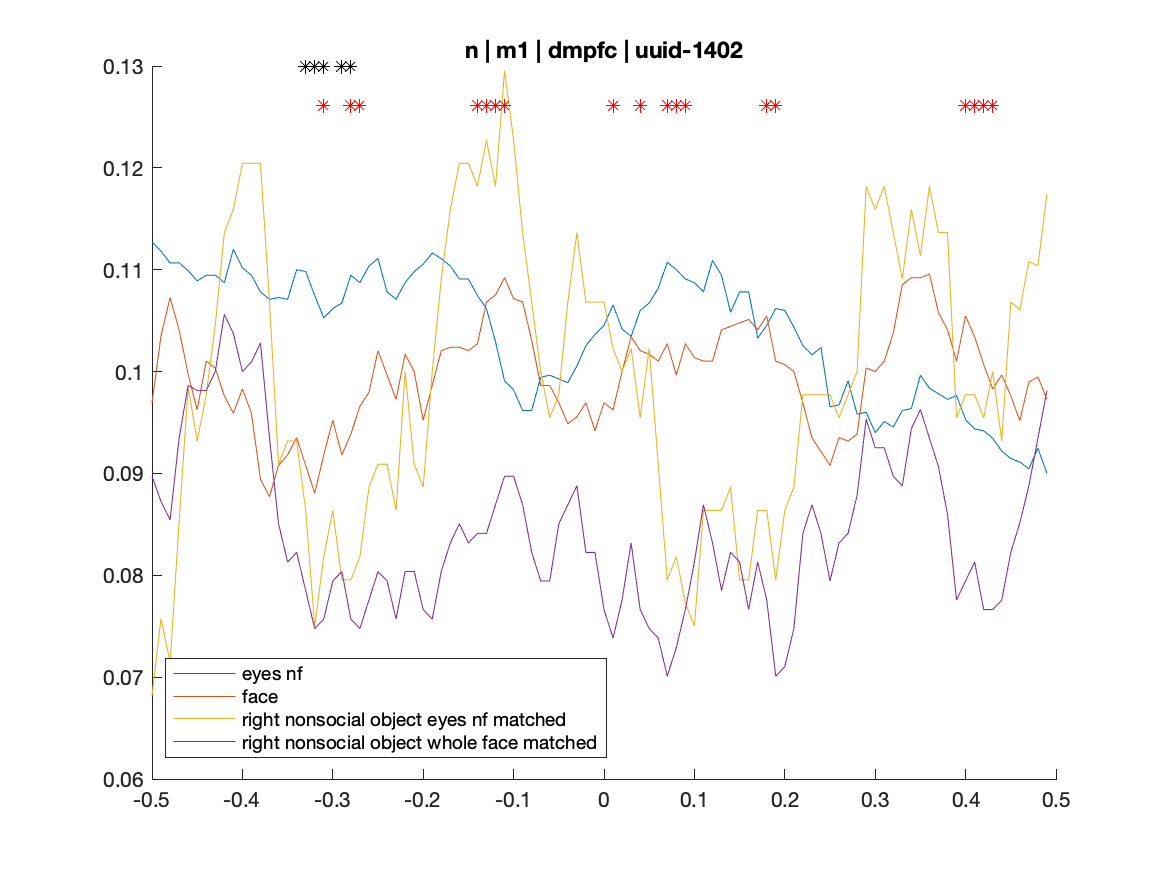 n | m1 | dmpfc | uuid-1402
0.13
0.12
0.11
0.1
0.09
0.08
0.07
0.06
eyes nf
face
right nonsocial object eyes nf matched
right nonsocial object whole face matched
-0.5 -0.4 -0.3 -0.2 -0.1 0 0.1 0.2 0.3 0.4 0.5